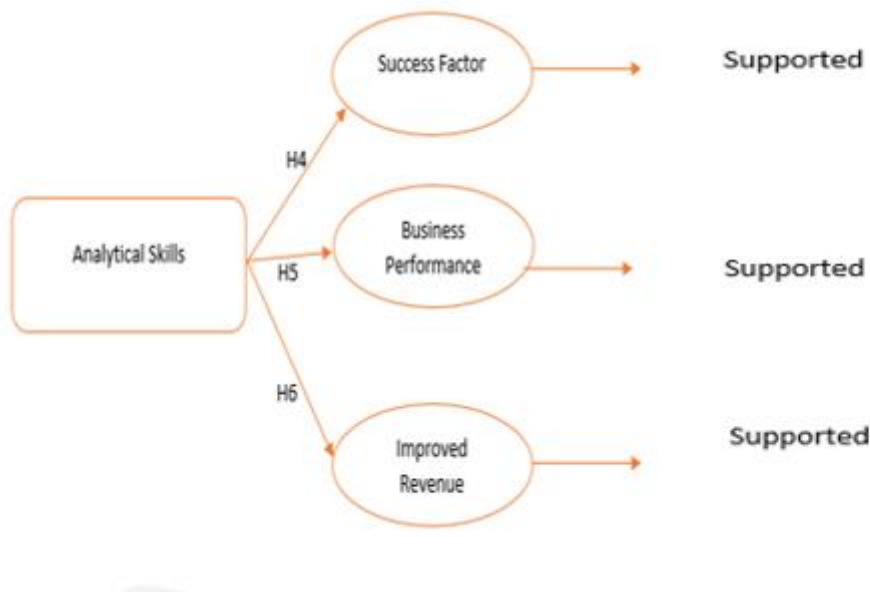 Success Factor
Supported
H4
Analytical Skills
Business
Performance
H5
Supported
H6
Improved
Revenue
Supported